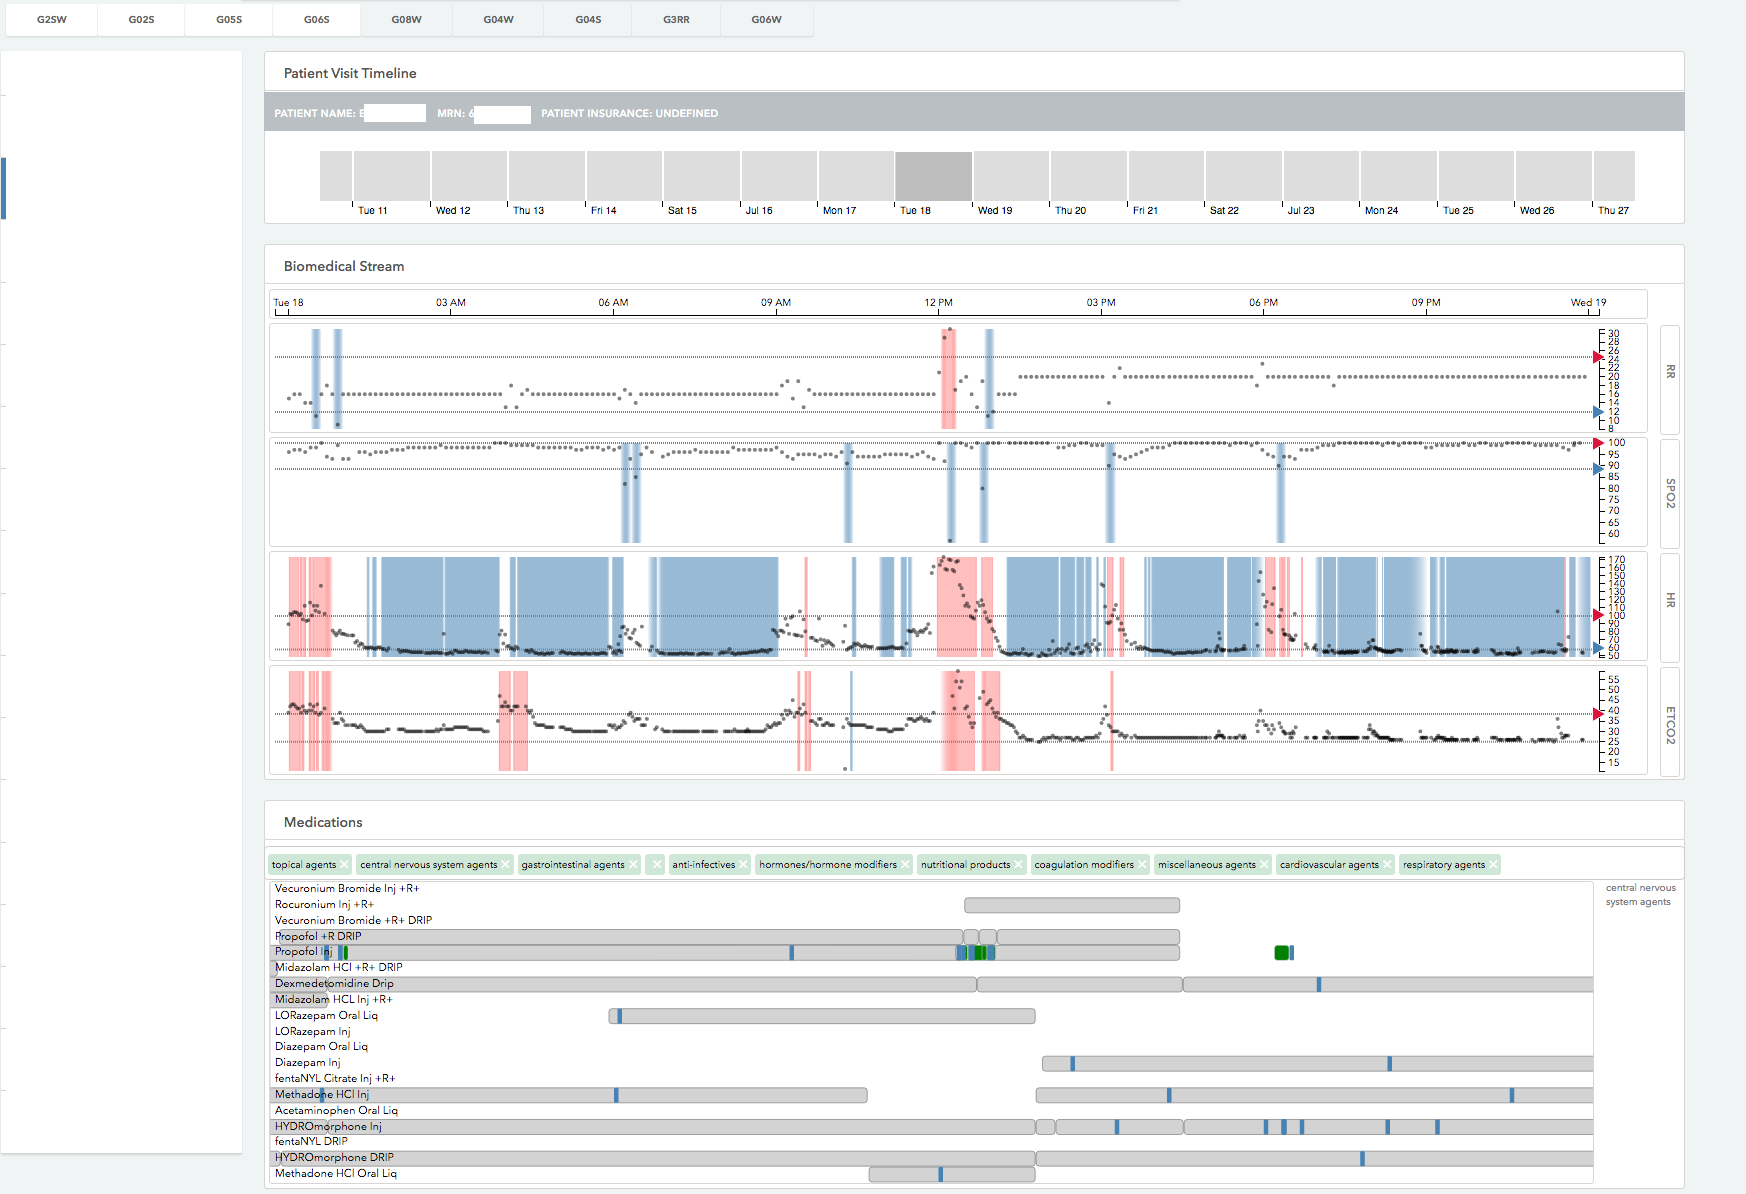 G2SW G02S G05S G06S G08W G04W G04S G3RR G06W
Patient Visit Timeline
PATIENT NAME: E MRN: 6 PATIENT INSURANCE: UNDEFINED
Tue 11 Wed 12 Thu 13 Fri 14 Sat 15 Jul 16 Mon 17 Tue 18 Wed 19 Thu 20 Fri 21 Sat 22 Jul 23 Mon 24 Tue 25 Wed 26 Thu 27
Biomedical Stream
Tue 18 03 AM 06 AM 09 AM 12 PM 03 PM 06 PM 09 PM Wed 19
30
28
26
24
22
20
18
16
14
12
10
8
RR
100
95
90
85
80
75
70
65
60
SPO2
170
160
150
140
130
120
110
100
90
80
70
60
50
HR
55
50
45
40
35
30
25
20
15
ETCO2
Medications
topical agents × central nervous system agents × gastrointestinal agents × × anti-infectives × hormones/hormone modifiers × nutritional products × coagulation modifiers × miscellaneous agents × cardiovascular agents × respiratory agents ×
central nervous
system agents
Vecuronium Bromide Inj +R+
Rocuronium Inj +R+
Vecuronium Bromide +R+ DRIP
Propofol +R DRIP
Propofol Inj
Midazolam HCl +R+ DRIP
Dexmedetomidine Drip
Midazolam HCL Inj +R+
LORazepam Oral Liq
LORazepam Inj
Diazepam Oral Liq
Diazepam Inj
fentaNYL Citrate Inj +R+
Methadone HCl Inj
Acetaminophen Oral Liq
HYDROmorphone Inj
fentaNYL DRIP
HYDROmorphone DRIP
Methadone HCl Oral Liq